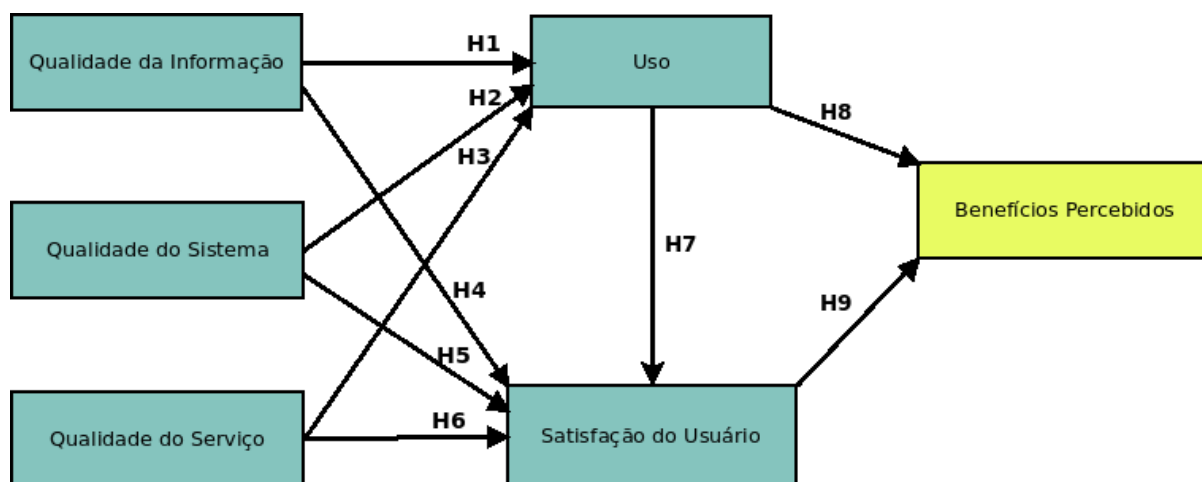 Qualidade da Informação
H1
Uso
H2
H8
H3
Benefícios Percebidos
Qualidade do Sistema
H7
H4
H9
H5
H6
Qualidade do Serviço
Satisfação do Usuário